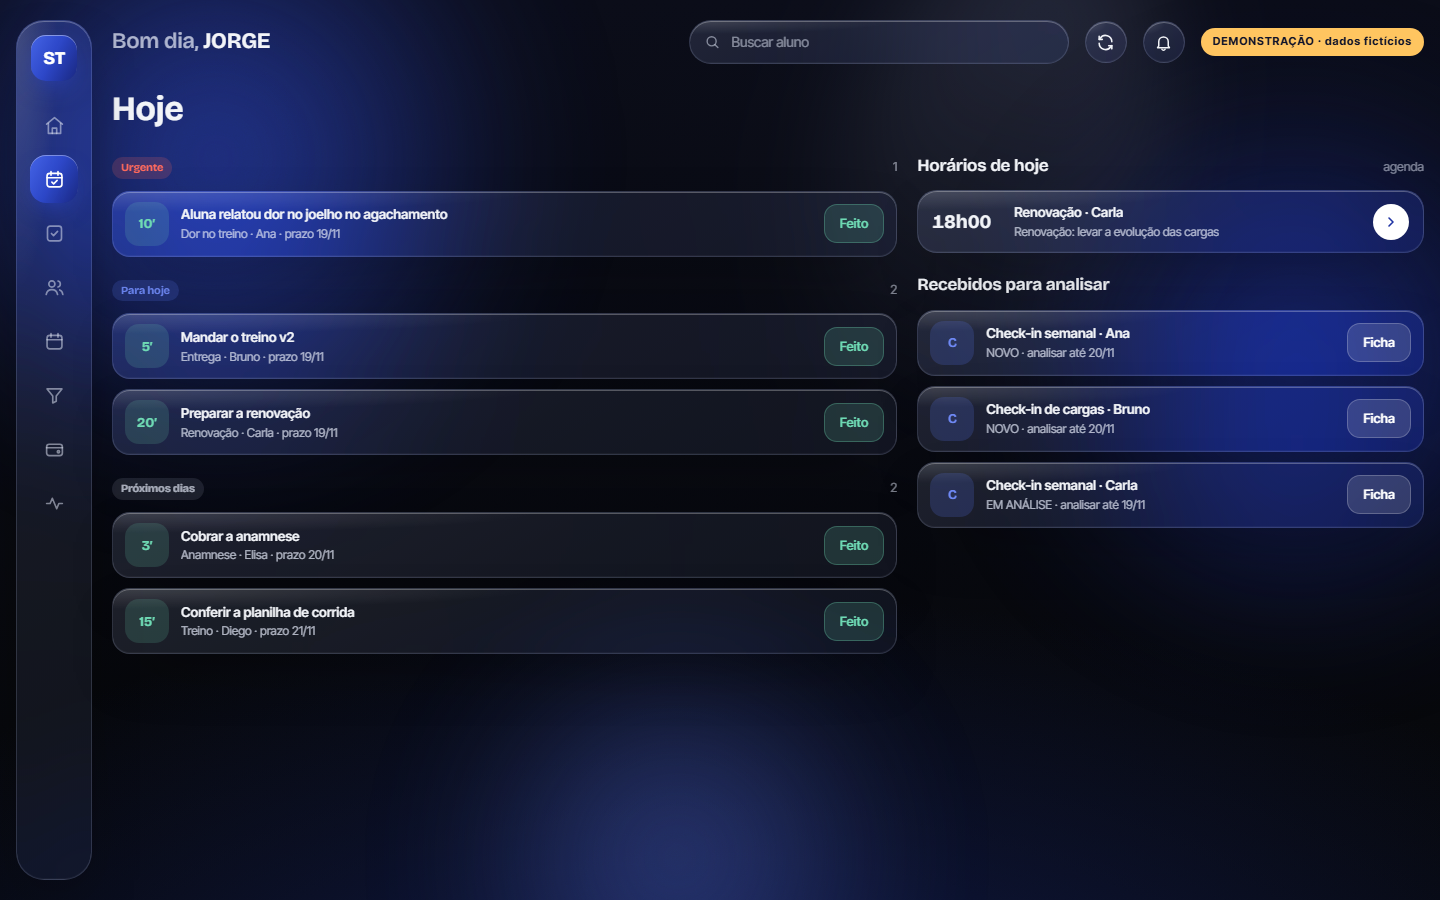 ST
Bom dia, JORGE
Buscar aluno
DEMONSTRAÇÃO · dados fictícios
Hoje
Urgente
1
10'
Aluna relatou dor no joelho no agachamento
Dor no treino · Ana · prazo 19/11
Feito
Para hoje
2
5'
Mandar o treino v2
Entrega · Bruno · prazo 19/11
Feito
20'
Preparar a renovação
Renovação · Carla · prazo 19/11
Feito
Próximos dias
2
3'
Cobrar a anamnese
Anamnese · Elisa · prazo 20/11
Feito
15'
Conferir a planilha de corrida
Treino · Diego · prazo 21/11
Feito
Horários de hoje
agenda
18h00
Renovação · Carla
Renovação: levar a evolução das cargas
Recebidos para analisar
C
Check-in semanal · Ana
NOVO · analisar até 20/11
Ficha
C
Check-in de cargas · Bruno
NOVO · analisar até 20/11
Ficha
C
Check-in semanal · Carla
EM ANÁLISE · analisar até 19/11
Ficha